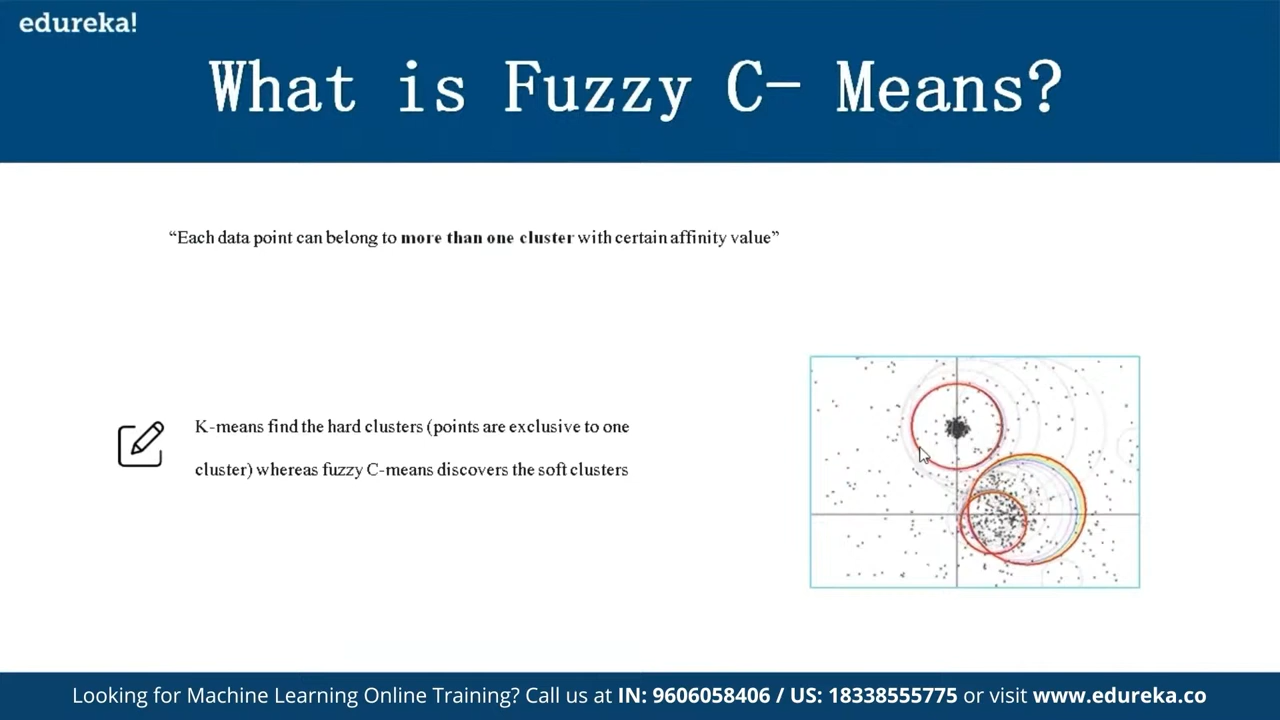 edureka!
What is Fuzzy C- Means?
“Each data point can belong to more than one cluster with certain affinity value”
K-means find the hard clusters (points are exclusive to one
cluster) whereas fuzzy C-means discovers the soft clusters
Looking for Machine Learning Online Training? Call us at IN: 9606058406 / US: 18338555775 or visit www.edureka.co